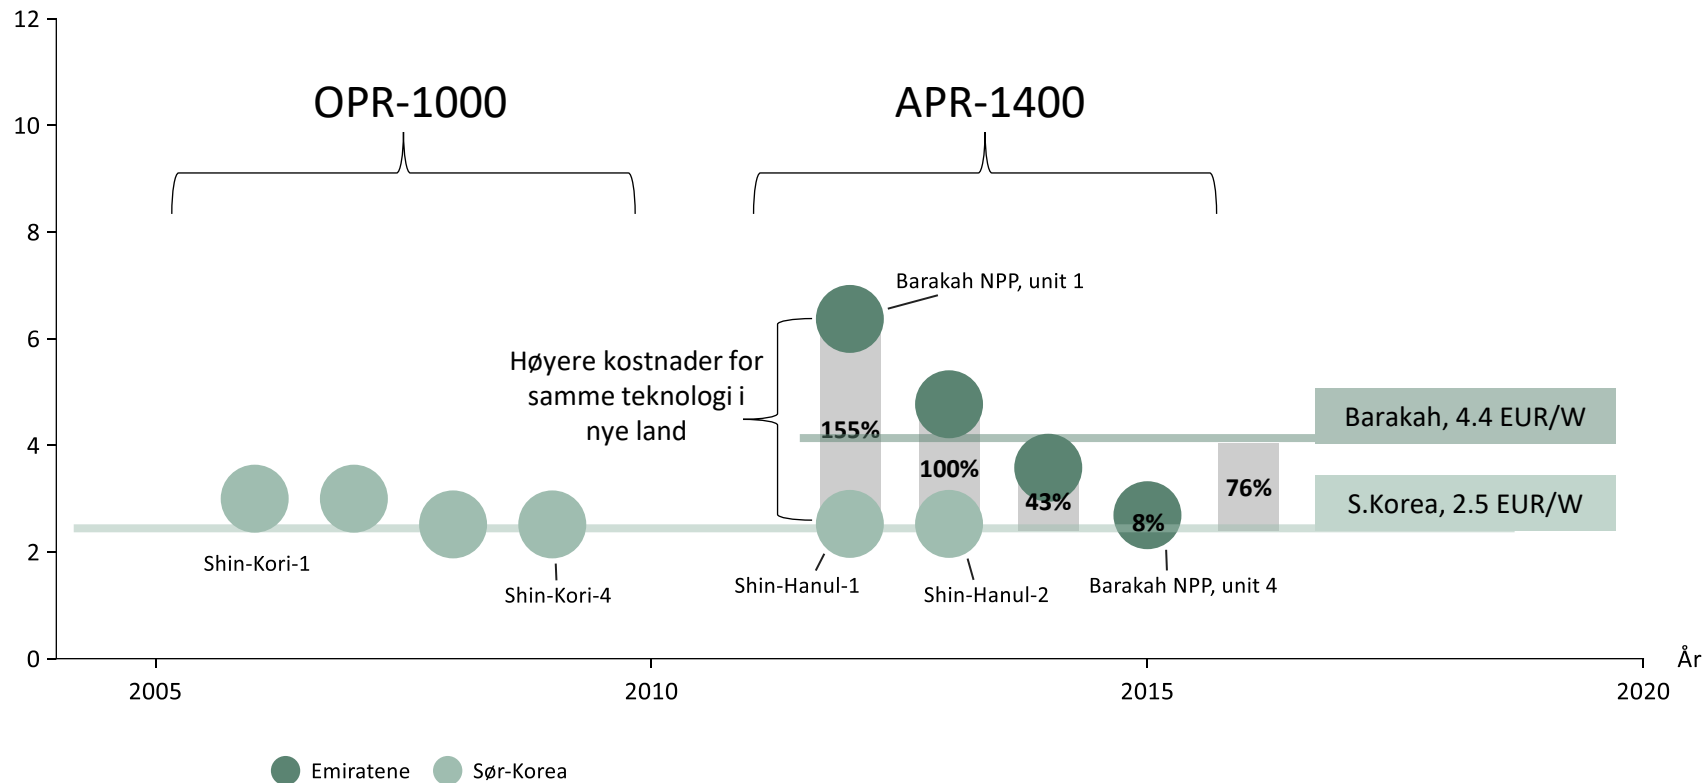 12
10
8
6
4
2
0
OPR-1000
APR-1400
Barakah NPP, unit 1
Høyere kostnader for
samme teknologi i
nye land
155%
100%
43%
8%
76%
Barakah, 4.4 EUR/W
S.Korea, 2.5 EUR/W
Shin-Kori-1
Shin-Kori-4
Shin-Hanul-1
Shin-Hanul-2
Barakah NPP, unit 4
År
2005
2010
2015
2020
Emiratene
Sør-Korea